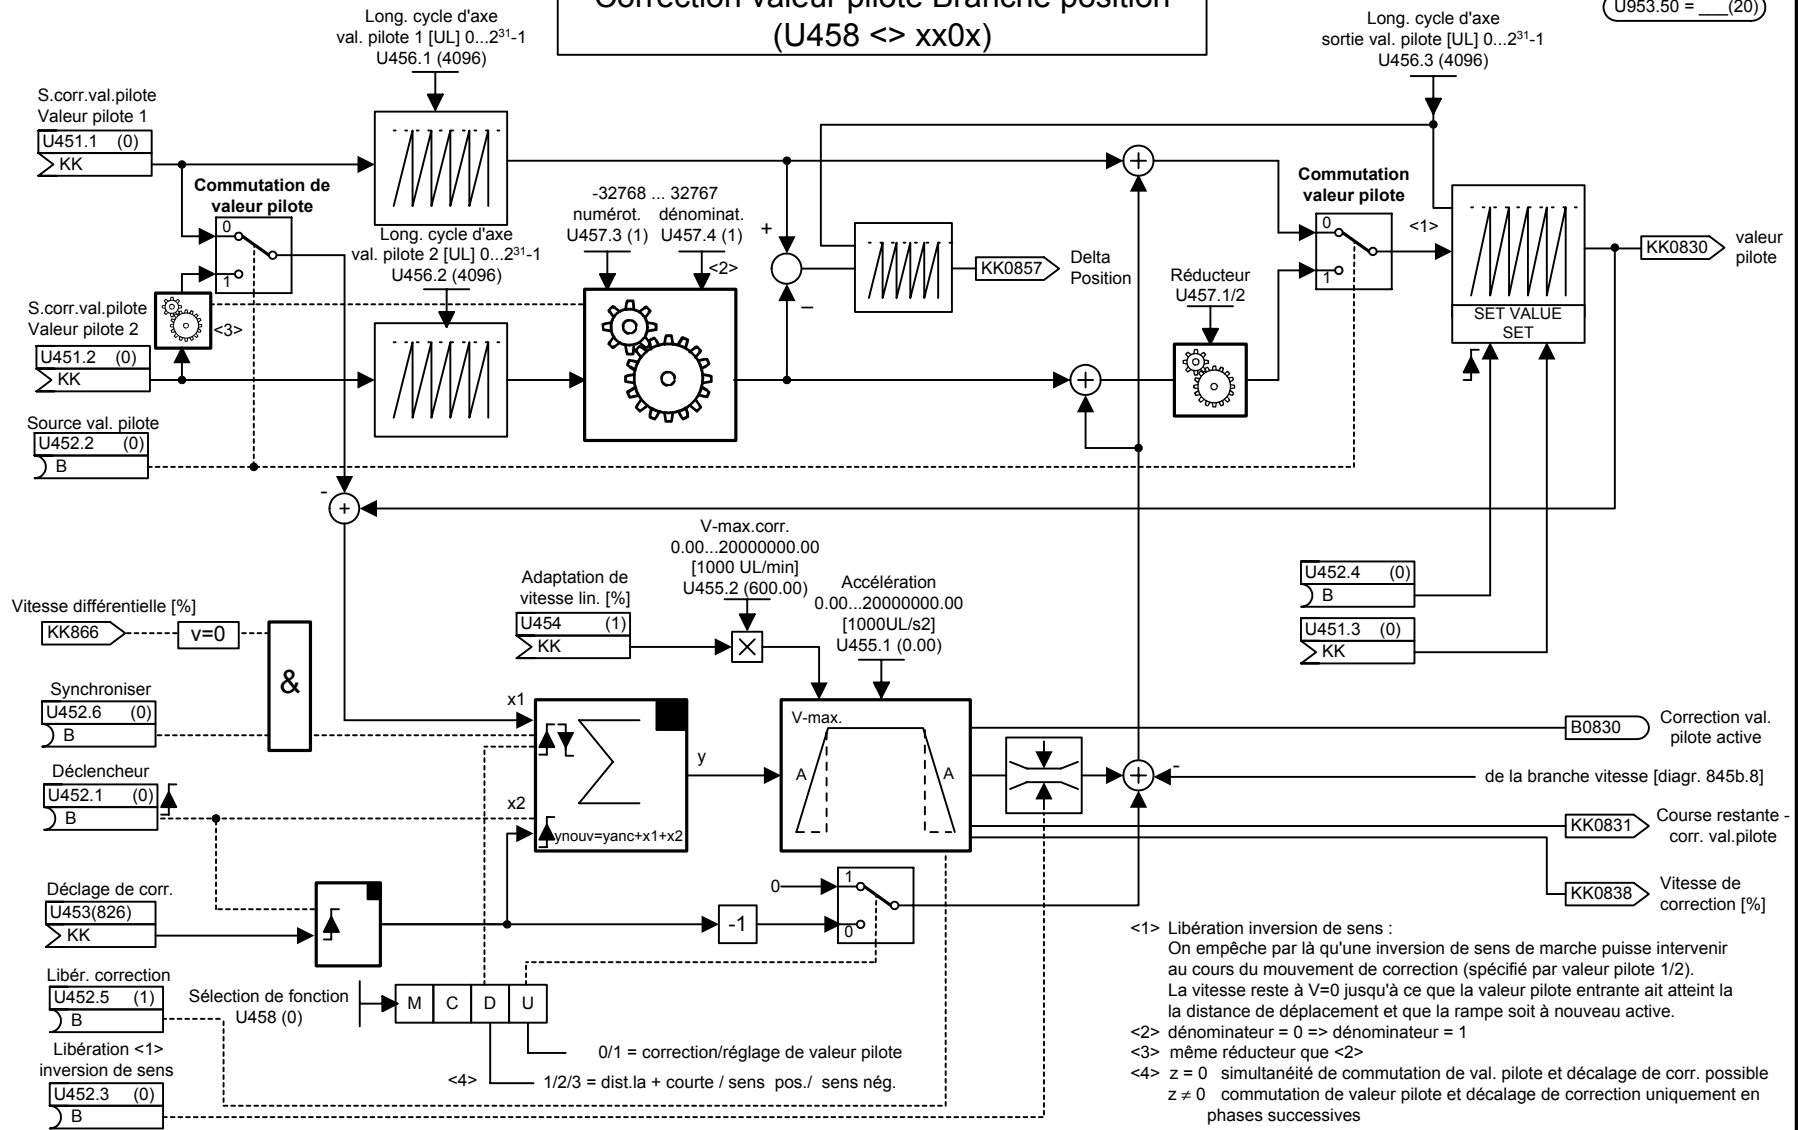 Correction valeur pilote Branche position
(U458 <> xx0x)
U953.50 = ___(20)
Long. cycle d'axe
val. pilote 1 [UL] 0...2³¹-1
U456.1 (4096)
Long. cycle d'axe
sortie val. pilote [UL] 0...2³¹-1
U456.3 (4096)
S.corr.val.pilote
Valeur pilote 1
U451.1 (0)
KK
Commutation de
valeur pilote
0
1
-32768 ... 32767
numérot. dénominat.
U457.3 (1) U457.4 (1)
<2>
Long. cycle d'axe
val. pilote 2 [UL] 0...2³¹-1
U456.2 (4096)
+
−
KK0857
Delta
Position
Réducteur
U457.1/2
+
+
Commutation
valeur pilote
0
1
<1>
SET VALUE
SET
KK0830
valeur
pilote
S.corr.val.pilote
Valeur pilote 2
<3>
U451.2 (0)
KK
Source val. pilote
U452.2 (0)
B
-
+
V-max.corr.
0.00...20000000.00
[1000 UL/min]
U455.2 (600.00)
Adaptation de
vitesse lin. [%]
U454 (1)
KK
Accélération
0.00...20000000.00
[1000UL/s2]
U455.1 (0.00)
U452.4 (0)
B
U451.3 (0)
KK
Vitesse différentielle [%]
KK866
v=0
&
Synchroniser
U452.6 (0)
B
x1
y
x2
ynouv=yanc+x1+x2
V-max.
A
A
B0830
Correction val.
pilote active
+
-
de la branche vitesse [diagr. 845b.8]
Déclencheur
U452.1 (0)
B
KK0831
Course restante -
corr. val.pilote
KK0838
Vitesse de
correction [%]
Déclage de corr.
U453(826)
KK
-1
0
1
0
Libér. correction
U452.5 (1)
B
Sélection de fonction
U458 (0)
M C D U
0/1 = correction/réglage de valeur pilote
<4> 1/2/3 = dist.la + courte / sens pos./ sens nég.
Libération <1>
inversion de sens
U452.3 (0)
B
<1> Libération inversion de sens :
On empêche par là qu'une inversion de sens de marche puisse intervenir
au cours du mouvement de correction (spécifié par valeur pilote 1/2).
La vitesse reste à V=0 jusqu'à ce que la valeur pilote entrante ait atteint la
la distance de déplacement et que la rampe soit à nouveau active.
<2> dénominateur = 0 => dénominateur = 1
<3> même réducteur que <2>
<4> z = 0 simultanéité de commutation de val. pilote et décalage de corr. possible
z ≠ 0 commutation de valeur pilote et décalage de correction uniquement en
phases successives